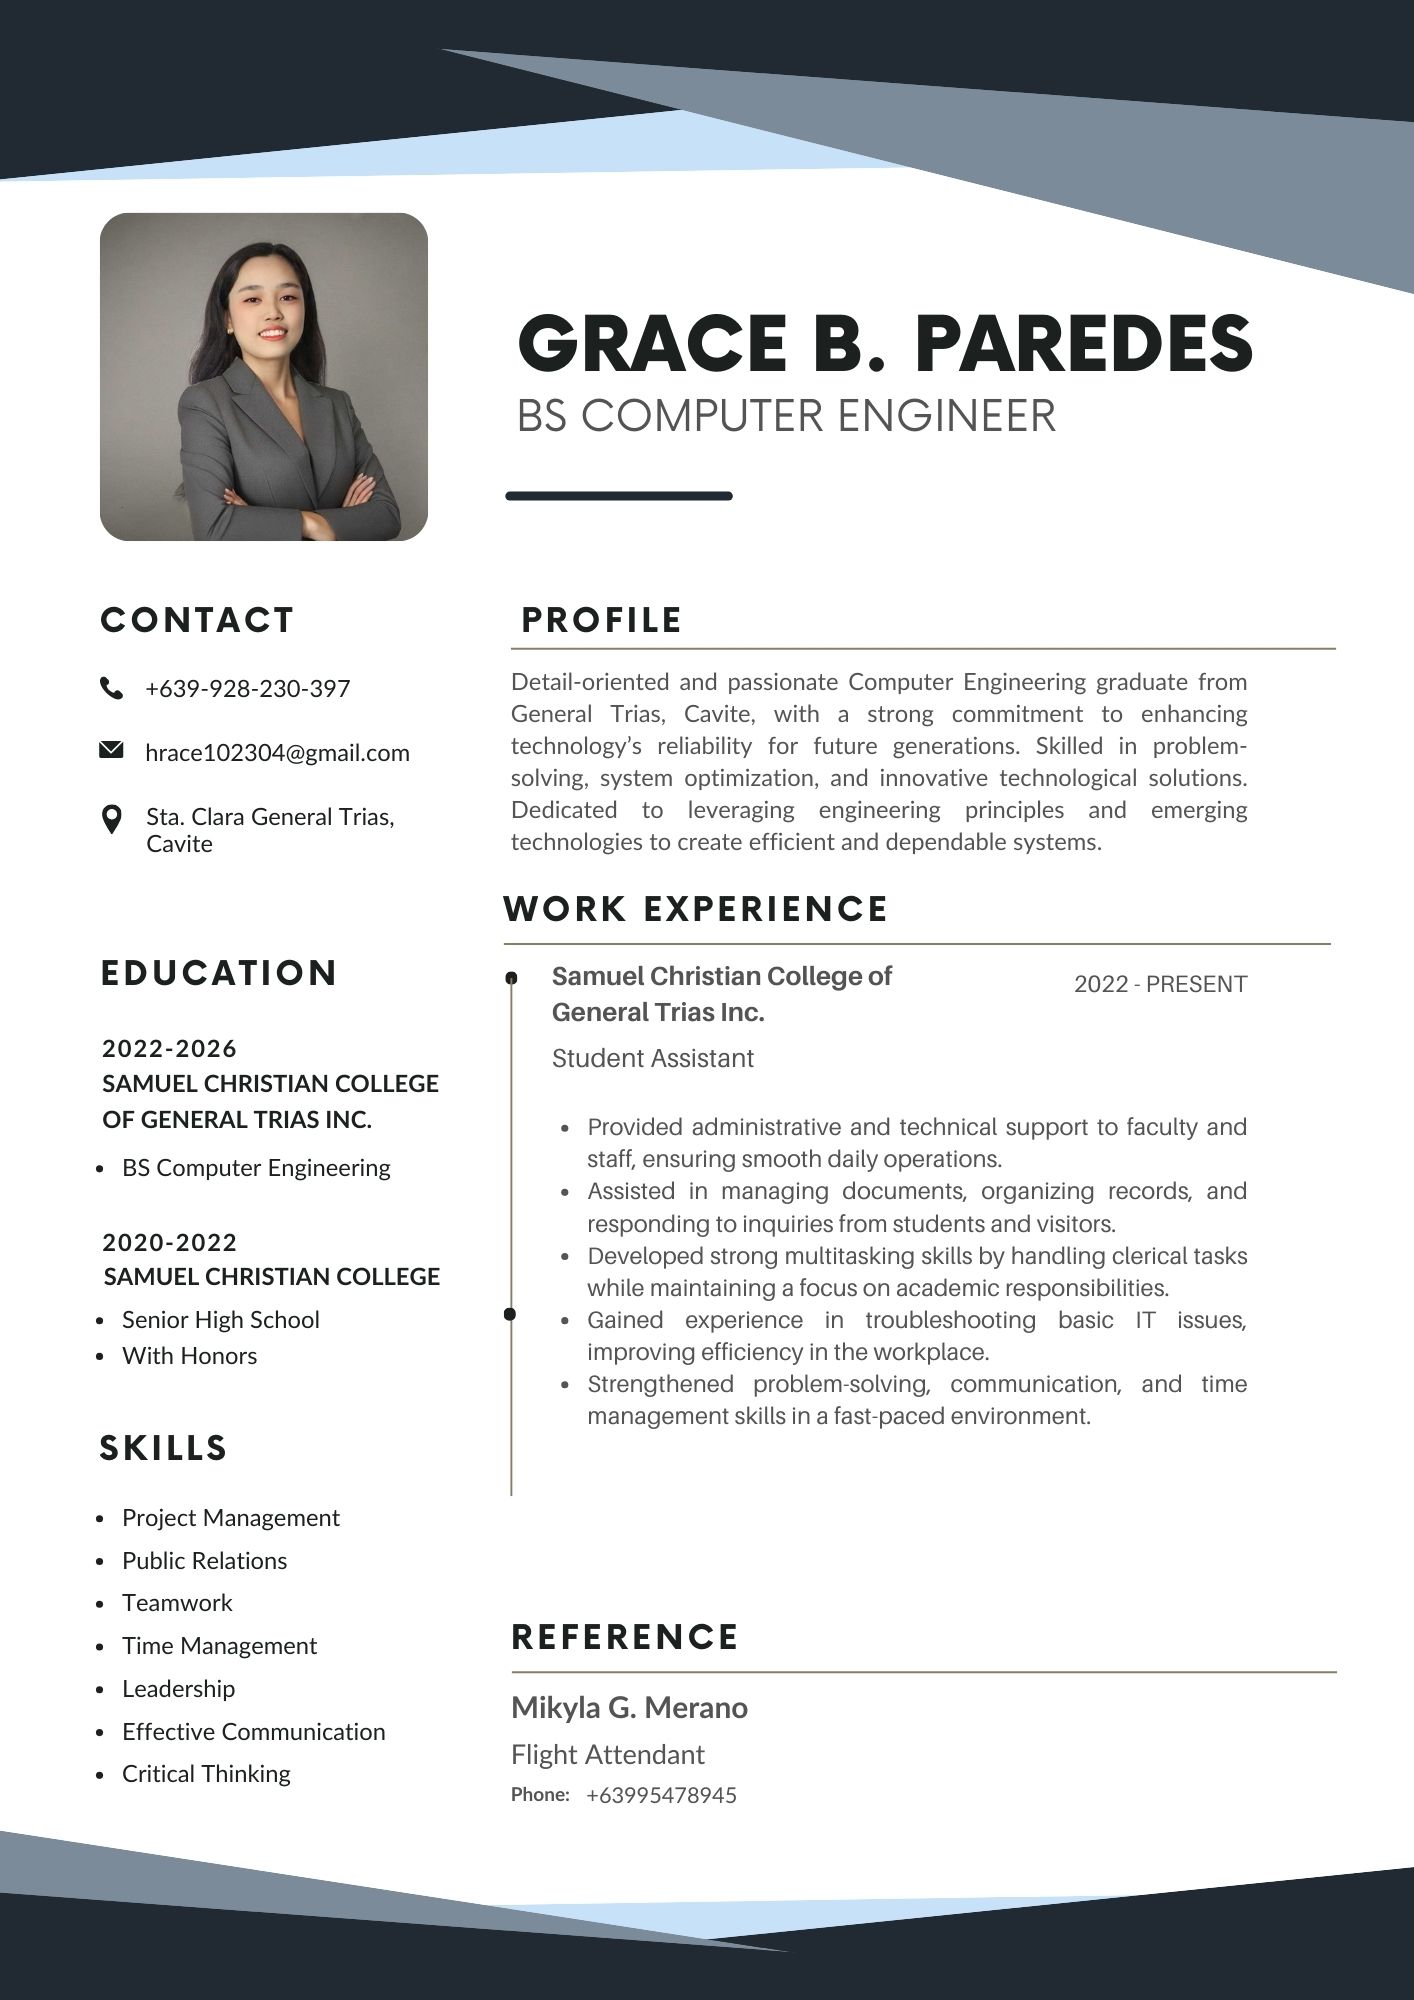 GRACE B. PAREDES
BS COMPUTER ENGINEER
CONTACT
+639-928-230-397
hrace102304@gmail.com
Sta. Clara General Trias,
Cavite
EDUCATION
2022-2026
SAMUEL CHRISTIAN COLLEGE
OF GENERAL TRIAS INC.
• BS Computer Engineering
2020-2022
SAMUEL CHRISTIAN COLLEGE
• Senior High School
• With Honors
SKILLS
• Project Management
• Public Relations
• Teamwork
• Time Management
• Leadership
• Effective Communication
• Critical Thinking
PROFILE
Detail-oriented and passionate Computer Engineering graduate from
General Trias, Cavite, with a strong commitment to enhancing
technology’s reliability for future generations. Skilled in problem-
solving, system optimization, and innovative technological solutions.
Dedicated to leveraging engineering principles and emerging
technologies to create efficient and dependable systems.
WORK EXPERIENCE
Samuel Christian College of
General Trias Inc.
2022 - PRESENT
Student Assistant
• Provided administrative and technical support to faculty and
staff, ensuring smooth daily operations.
• Assisted in managing documents, organizing records, and
responding to inquiries from students and visitors.
• Developed strong multitasking skills by handling clerical tasks
while maintaining a focus on academic responsibilities.
• Gained experience in troubleshooting basic IT issues,
improving efficiency in the workplace.
• Strengthened problem-solving, communication, and time
management skills in a fast-paced environment.
REFERENCE
Mikyla G. Merano
Flight Attendant
Phone: +63995478945